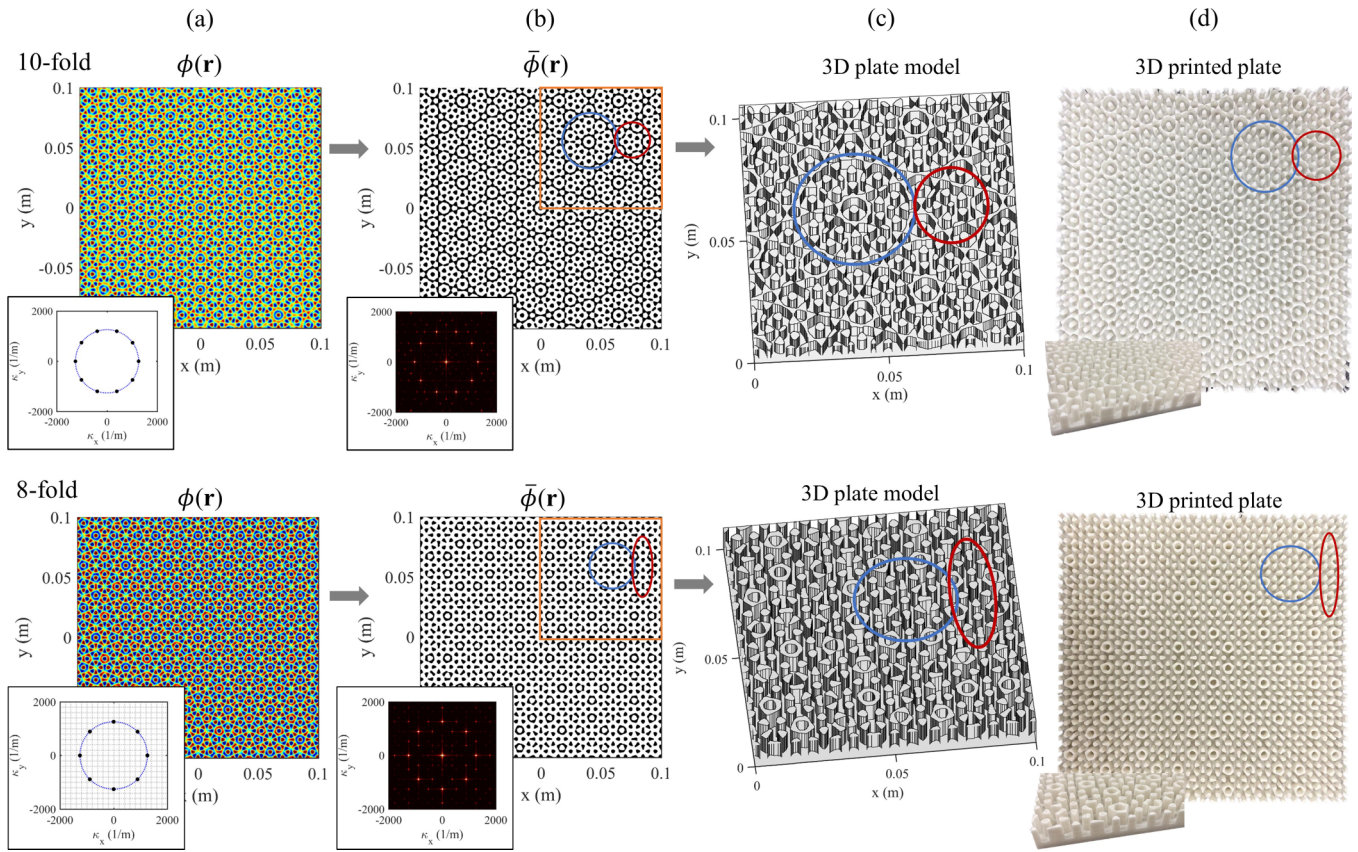 (a)
(b)
(c)
(d)
10-fold
ϕ(𝐫)
ϕ̄(𝐫)
3D plate model
3D printed plate
0.1
0.05
0
-0.05
y (m)
0
0.05
0.1
x (m)
2000
0
-2000
κy (1/m)
-2000
0
2000
κx (1/m)
0.1
0.05
0
-0.05
y (m)
0
0.05
0.1
x (m)
2000
0
-2000
κy (1/m)
-2000
0
2000
κx (1/m)
0.1
0.05
0
y (m)
0
0.05
0.1
x (m)
8-fold
ϕ(𝐫)
ϕ̄(𝐫)
3D plate model
3D printed plate
0.1
0.05
0
y (m)
0
0.05
0.1
(m)
2000
0
-2000
κy (1/m)
-2000
0
2000
κx (1/m)
0.1
0.05
0
y (m)
0
0.05
0.1
x (m)
2000
0
-2000
κy (1/m)
-2000
0
2000
κx (1/m)
0.1
0.05
0
y (m)
0
0.05
0.1
x (m)